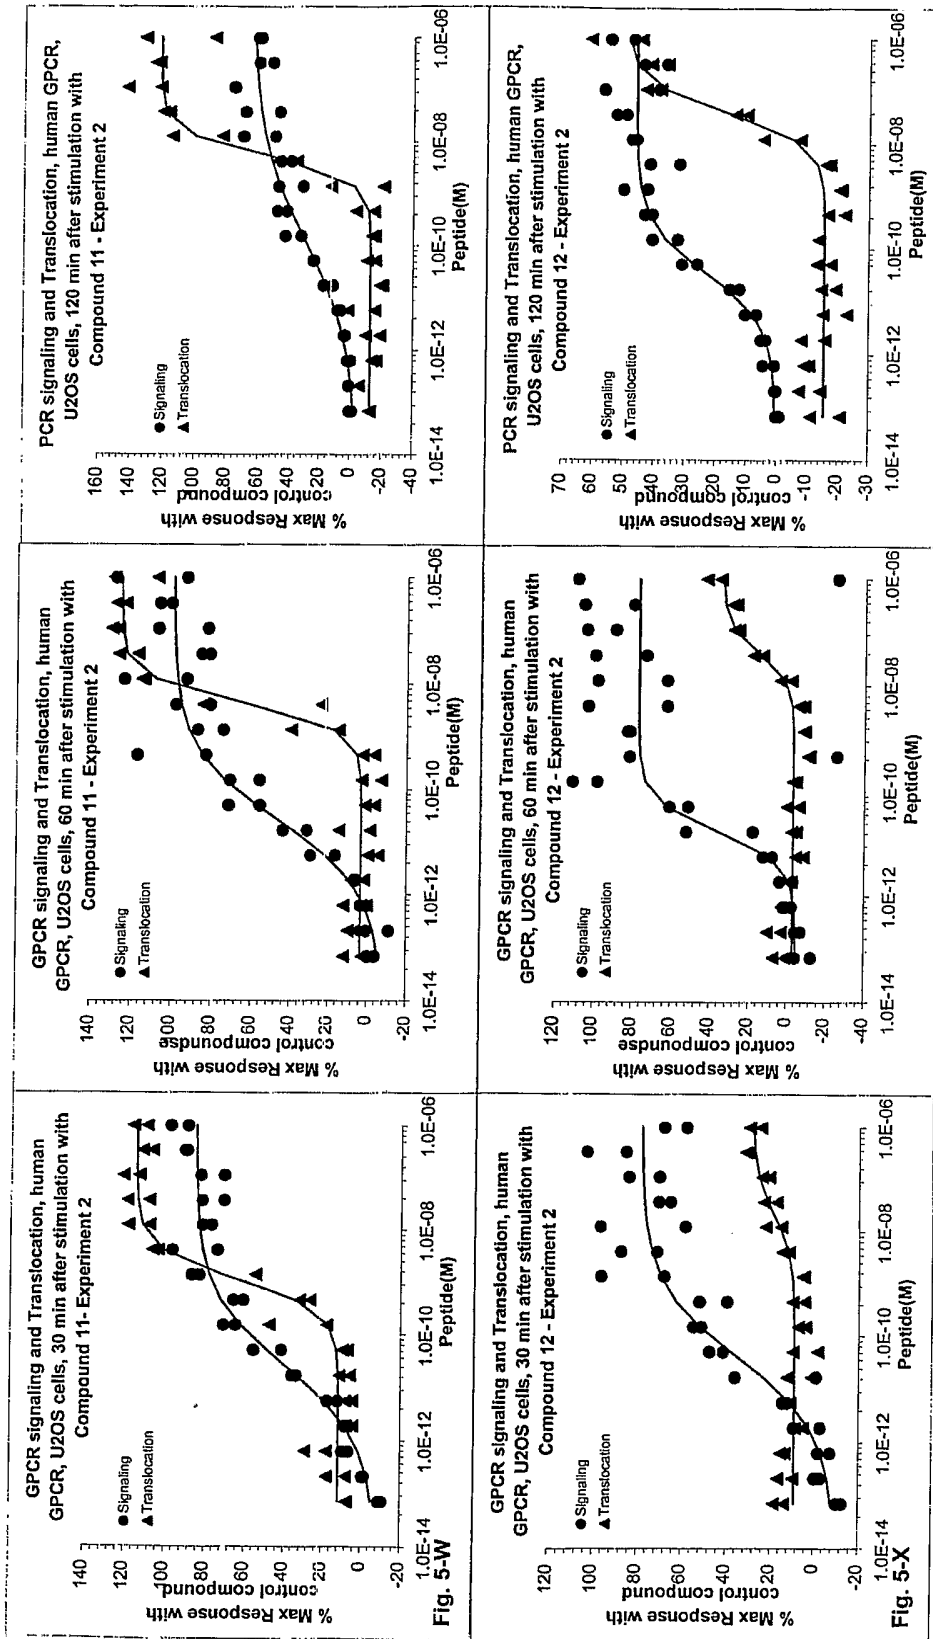 GPCR signaling and Translocation, human
GPCR, U2OS cells, 30 min after stimulation with
Compound 11- Experiment 2
●Signaling
▲Translocation
% Max Response with
control compound
140
120
100
80
60
40
20
0
-20
1.0E-14
1.0E-12
1.0E-10
1.0E-08
1.0E-06
Peptide(M)
Fig. 5-W
GPCR signaling and Translocation, human
GPCR, U2OS cells, 60 min after stimulation with
Compound 11 - Experiment 2
●Signaling
▲Translocation
% Max Response with
control compoundse
140
120
100
80
60
40
20
0
-20
1.0E-14
1.0E-12
1.0E-10
1.0E-08
1.0E-06
Peptide(M)
PCR signaling and Translocation, human GPCR,
U2OS cells, 120 min after stimulation with
Compound 11 - Experiment 2
●Signaling
▲Translocation
% Max Response with
control compound
160
140
120
100
80
60
40
20
0
-20
-40
1.0E-14
1.0E-12
1.0E-10
1.0E-08
1.0E-06
Peptide(M)
GPCR signaling and Translocation, human
GPCR, U2OS cells, 30 min after stimulation with
Compound 12 - Experiment 2
●Signaling
▲Translocation
% Max Response with
control compound
120
100
80
60
40
20
0
-20
1.0E-14
1.0E-12
1.0E-10
1.0E-08
1.0E-06
Peptide(M)
Fig. 5-X
GPCR signaling and Translocation, human
GPCR, U2OS cells, 60 min after stimulation with
Compound 12 - Experiment 2
●Signaling
▲Translocation
% Max Response with
control compoundse
120
100
80
60
40
20
0
-20
-40
1.0E-14
1.0E-12
1.0E-10
1.0E-08
1.0E-06
Peptide(M)
PCR signaling and Translocation, human GPCR,
U2OS cells, 120 min after stimulation with
Compound 12 - Experiment 2
●Signaling
▲Translocation
% Max Response with
control compound
70
60
50
40
30
20
10
0
-10
-20
-30
1.0E-14
1.0E-12
1.0E-10
1.0E-08
1.0E-06
Peptide(M)